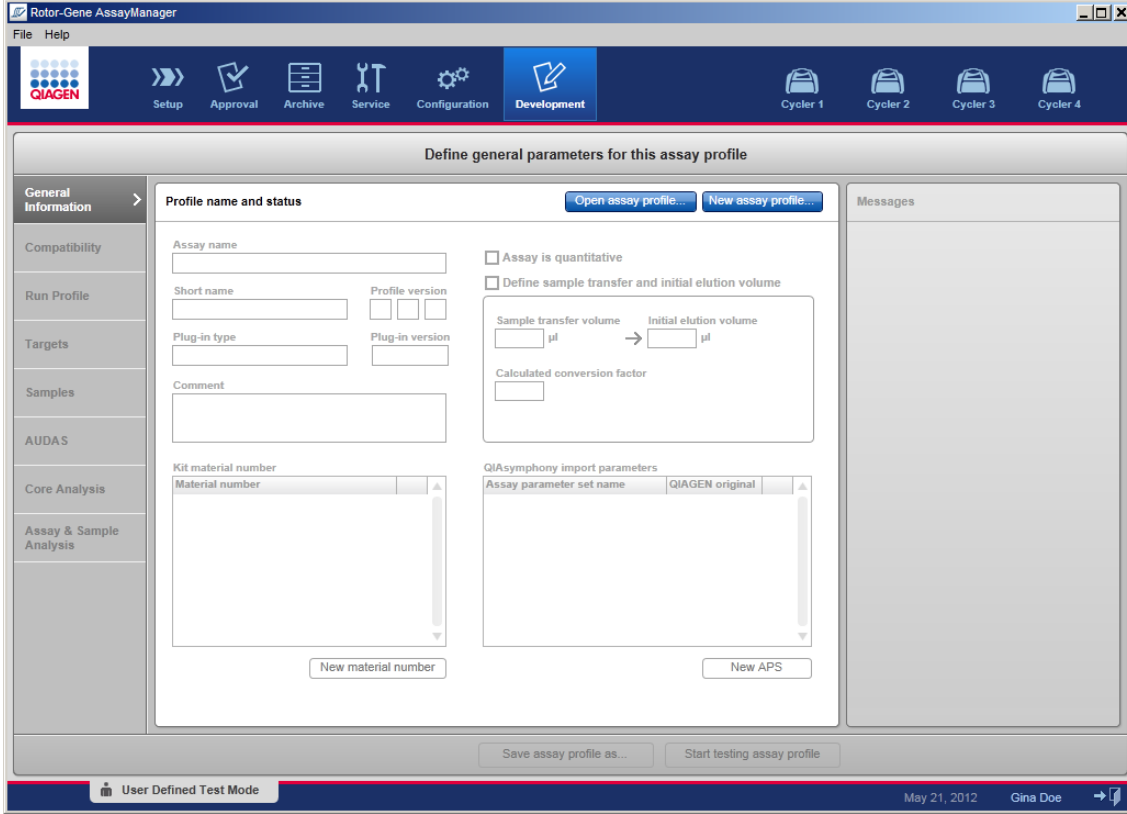 Rotor-Gene AssayManager
File Help
QIAGEN
Setup Approval Archive Service Configuration Development Cycler 1 Cycler 2 Cycler 3 Cycler 4
Define general parameters for this assay profile
General
Information
Compatibility
Run Profile
Targets
Samples
AUDAS
Core Analysis
Assay & Sample
Analysis
Profile name and status Open assay profile... New assay profile...
Assay name
Short name Profile version
Plug-in type Plug-in version
Comment
Assay is quantitative
Define sample transfer and initial elution volume
Sample transfer volume Initial elution volume
µl µl
Calculated conversion factor
Kit material number
Material number
New material number
QIAsymphony import parameters
Assay parameter set name QIAGEN original
New APS
Messages
Save assay profile as... Start testing assay profile
User Defined Test Mode
May 21, 2012 Gina Doe